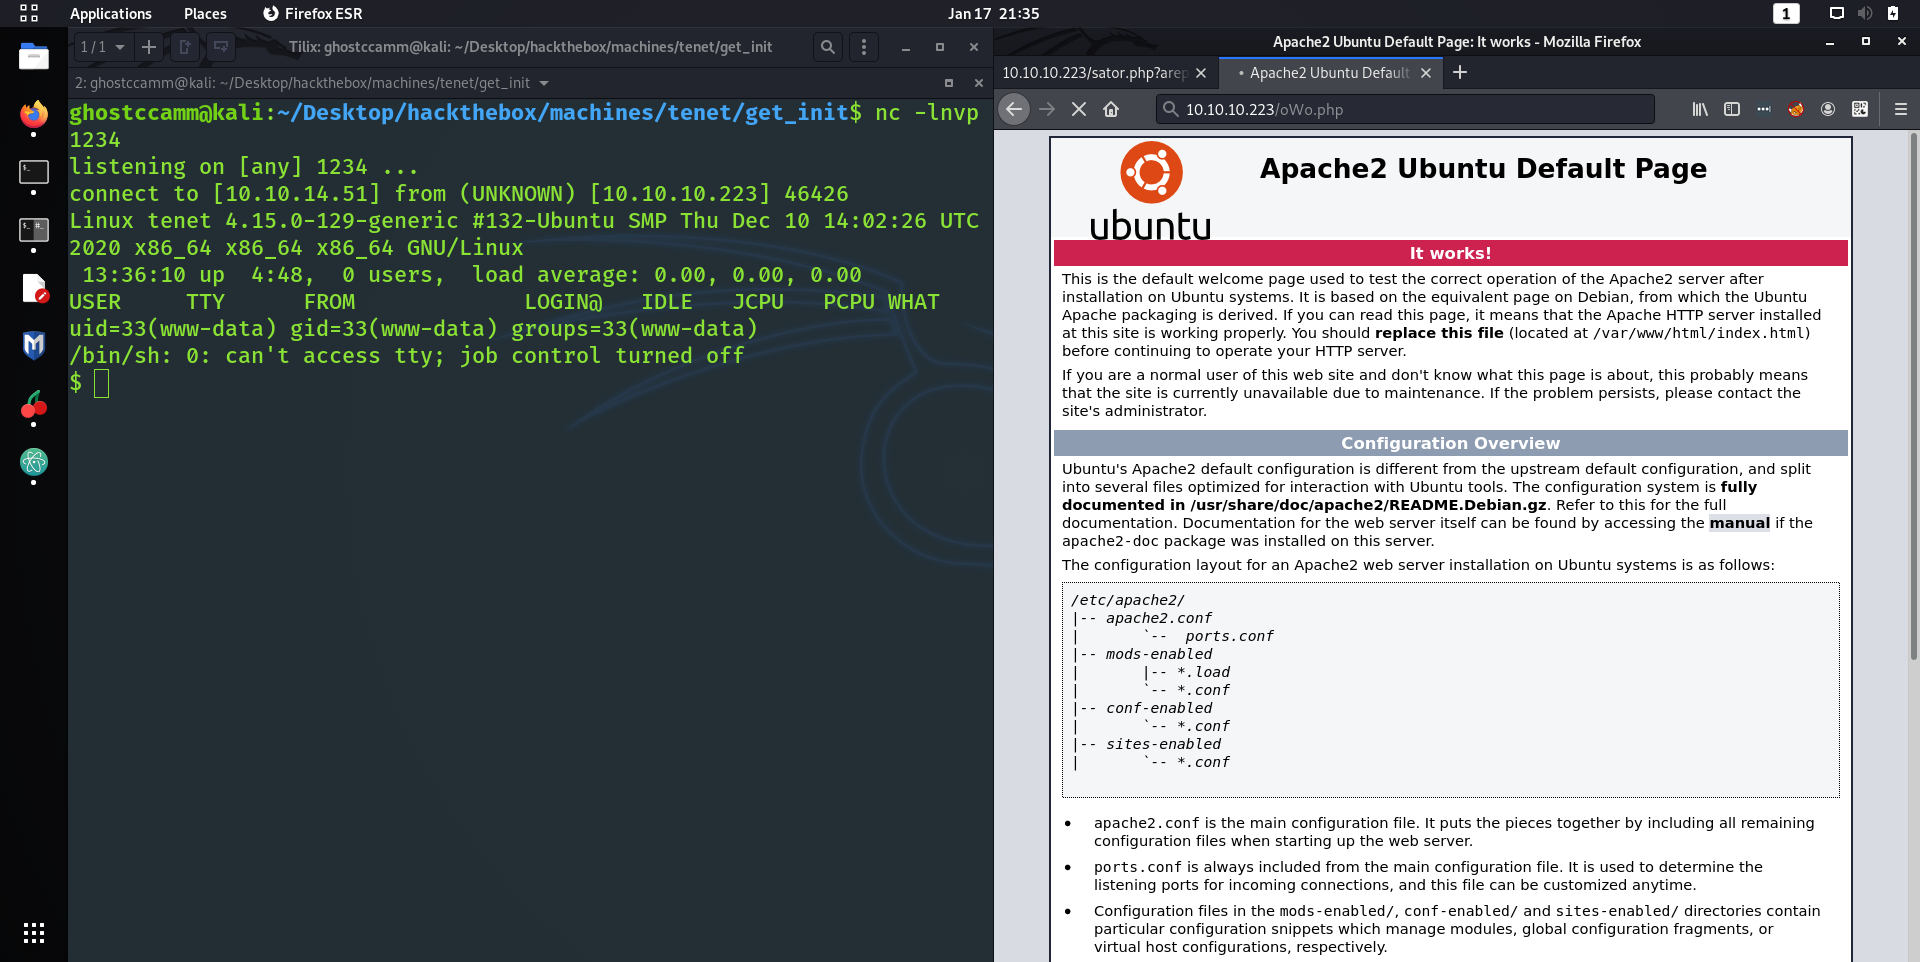 Applications Places Firefox ESR Jan 17 21:35 1
1 / 1 Tilix: ghostccamm@kali: ~/Desktop/hackthebox/machines/tenet/get_init
2: ghostccamm@kali: ~/Desktop/hackthebox/machines/tenet/get_init
ghostccamm@kali:~/Desktop/hackthebox/machines/tenet/get_init$ nc -lnvp
1234
listening on [any] 1234 ...
connect to [10.10.14.51] from (UNKNOWN) [10.10.10.223] 46426
Linux tenet 4.15.0-129-generic #132-Ubuntu SMP Thu Dec 10 14:02:26 UTC
2020 x86_64 x86_64 x86_64 GNU/Linux
 13:36:10 up  4:48,  0 users,  load average: 0.00, 0.00, 0.00
USER     TTY      FROM             LOGIN@   IDLE   JCPU   PCPU WHAT
uid=33(www-data) gid=33(www-data) groups=33(www-data)
/bin/sh: 0: can't access tty; job control turned off
$
Apache2 Ubuntu Default Page: It works - Mozilla Firefox
10.10.10.223/sator.php?arep Apache2 Ubuntu Default
10.10.10.223/oWo.php
ubuntu
Apache2 Ubuntu Default Page
It works!
This is the default welcome page used to test the correct operation of the Apache2 server after
installation on Ubuntu systems. It is based on the equivalent page on Debian, from which the Ubuntu
Apache packaging is derived. If you can read this page, it means that the Apache HTTP server installed
at this site is working properly. You should replace this file (located at /var/www/html/index.html)
before continuing to operate your HTTP server.
If you are a normal user of this web site and don't know what this page is about, this probably means
that the site is currently unavailable due to maintenance. If the problem persists, please contact the
site's administrator.
Configuration Overview
Ubuntu's Apache2 default configuration is different from the upstream default configuration, and split
into several files optimized for interaction with Ubuntu tools. The configuration system is fully
documented in /usr/share/doc/apache2/README.Debian.gz. Refer to this for the full
documentation. Documentation for the web server itself can be found by accessing the manual if the
apache2-doc package was installed on this server.
The configuration layout for an Apache2 web server installation on Ubuntu systems is as follows:
/etc/apache2/
|-- apache2.conf
|       `--  ports.conf
|-- mods-enabled
|       |-- *.load
|       `-- *.conf
|-- conf-enabled
|       `-- *.conf
|-- sites-enabled
|       `-- *.conf
• apache2.conf is the main configuration file. It puts the pieces together by including all remaining
configuration files when starting up the web server.
• ports.conf is always included from the main configuration file. It is used to determine the
listening ports for incoming connections, and this file can be customized anytime.
• Configuration files in the mods-enabled/, conf-enabled/ and sites-enabled/ directories contain
particular configuration snippets which manage modules, global configuration fragments, or
virtual host configurations, respectively.